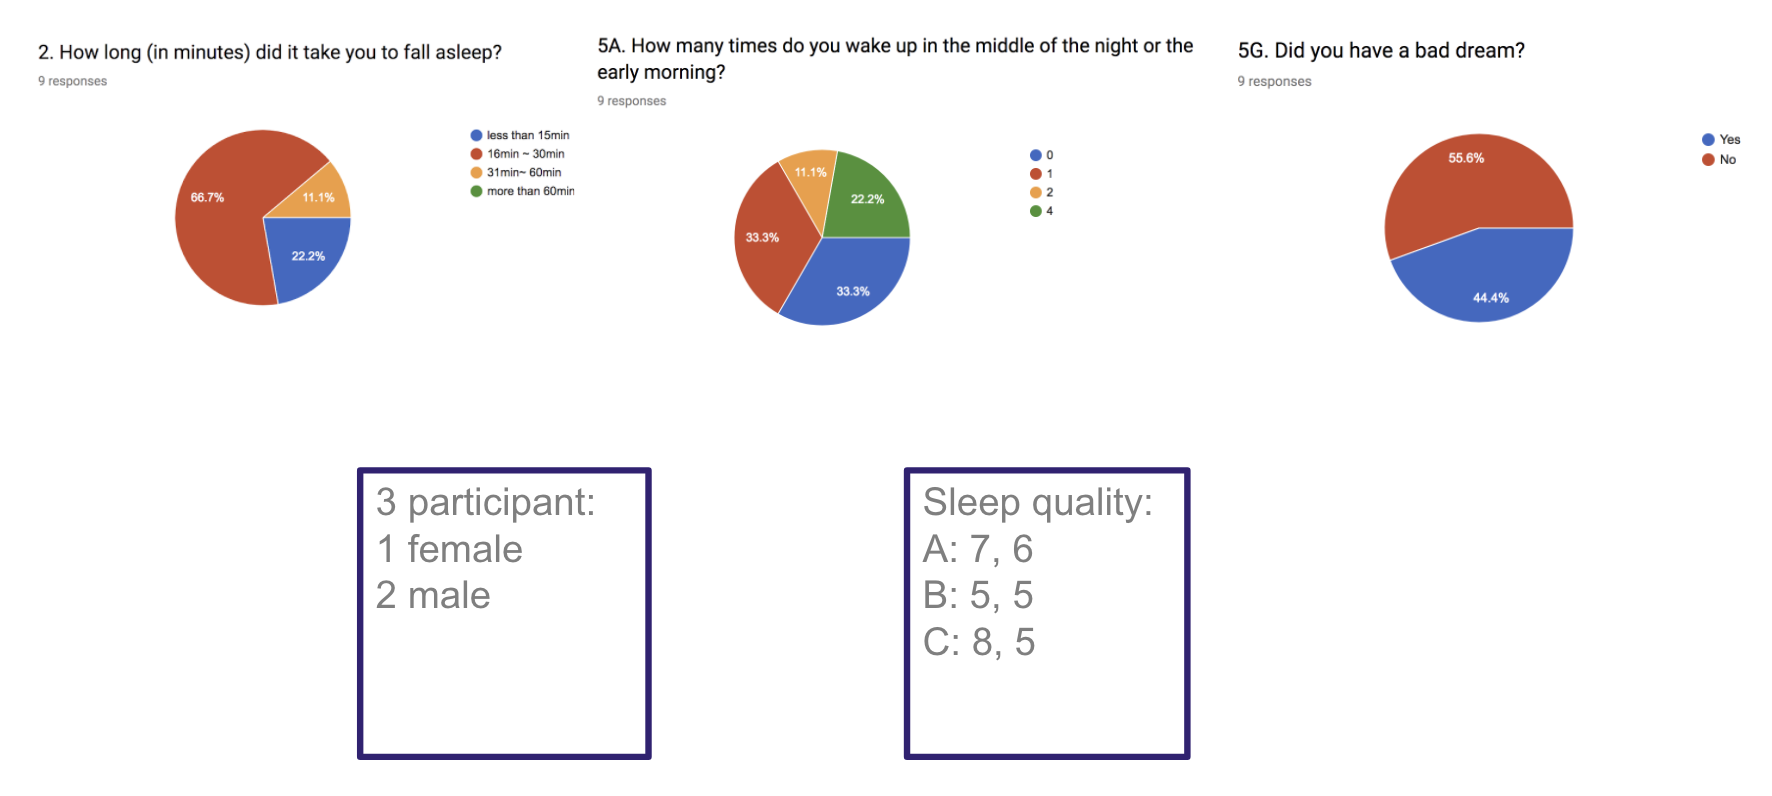 2. How long (in minutes) did it take you to fall asleep?
9 responses
less than 15min
16min ~ 30min
31min~ 60min
more than 60min
66.7%
11.1%
22.2%
5A. How many times do you wake up in the middle of the night or the
early morning?
9 responses
0
1
2
4
11.1%
22.2%
33.3%
33.3%
5G. Did you have a bad dream?
9 responses
Yes
No
55.6%
44.4%
3 participant:
1 female
2 male
Sleep quality:
A: 7, 6
B: 5, 5
C: 8, 5